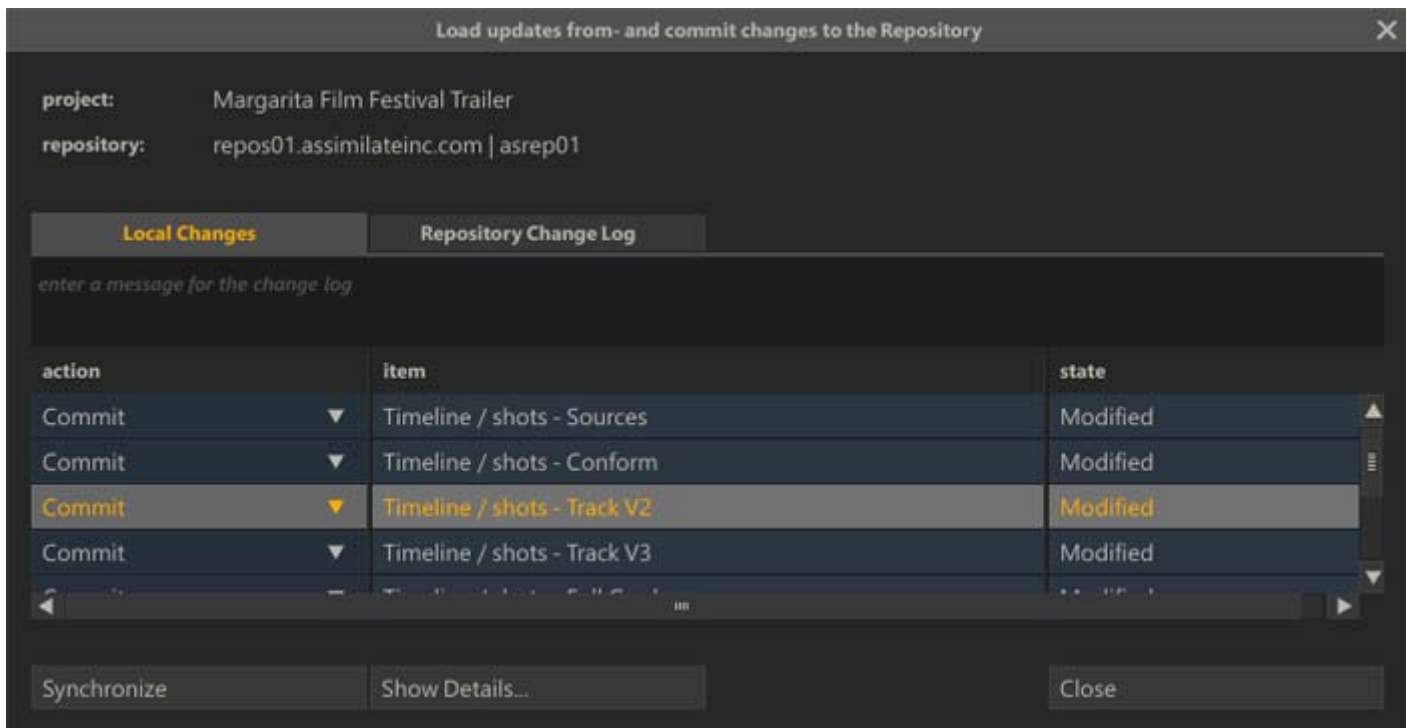 Load updates from- and commit changes to the Repository
project: Margarita Film Festival Trailer
repository: repos01.assimilateinc.com | asrep01
Local Changes Repository Change Log
enter a message for the change log
action item state
Commit Timeline / shots - Sources Modified
Commit Timeline / shots - Conform Modified
Commit Timeline / shots - Track V2 Modified
Commit Timeline / shots - Track V3 Modified
Synchronize Show Details... Close